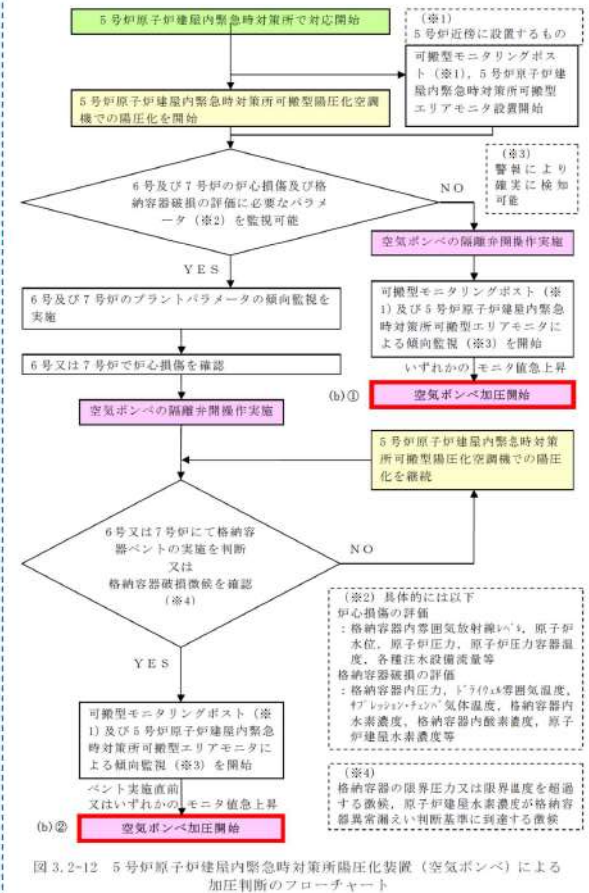 5号炉原子炉建屋内緊急時対策所で対応開始
(※1)
5号炉近傍に設置するもの
可搬型モニタリングポス
ト(※1),5号炉原子炉建
屋内緊急時対策所可搬型
エリアモニタ設置開始
5号炉原子炉建屋内緊急時対策所可搬型陽圧化空調
機での陽圧化を開始
(※3)
警報により
確実に検知
可能
6号及び7号炉の炉心損傷及び格
納容器破損の評価に必要なパラメ
ータ(※2)を監視可能
NO
YES
空気ボンベの隔離弁開操作実施
6号及び7号炉のプラントパラメータの傾向監視を
実施
可搬型モニタリングポスト(※
1)及び5号炉原子炉建屋内緊急
時対策所可搬型エリアモニタによ
る傾向監視(※3)を開始
6号又は7号炉で炉心損傷を確認
いずれかのモニタ値急上昇
(b)①
空気ボンベ加圧開始
空気ボンベの隔離弁開操作実施
5号炉原子炉建屋内緊急時対策
所可搬型陽圧化空調機での陽圧
化を継続
6号又は7号炉にて格納容
器ベントの実施を判断
又は
格納容器破損徴候を確認
(※4)
NO
YES
(※2)具体的には以下
炉心損傷の評価
:格納容器内雰囲気放射線レベル,原子炉
水位,原子炉圧力,原子炉圧力容器温
度,各種注水設備流量等
格納容器破損の評価
:格納容器内圧力,ドライウェル雰囲気温度,
サプレッション・チェンバ気体温度,格納容器内
水素濃度,格納容器内酸素濃度,原子
炉建屋水素濃度等
可搬型モニタリングポスト(※
1)及び5号炉原子炉建屋内緊急
時対策所可搬型エリアモニタによ
る傾向監視(※3)を開始
ベント実施直前
又はいずれかのモニタ値急上昇
(b)②
空気ボンベ加圧開始
(※4)
格納容器の限界圧力又は限界温度を超過
する徴候,原子炉建屋水素濃度が格納容
器異常漏えい判断基準に到達する徴候
図3.2-12 5号炉原子炉建屋内緊急時対策所陽圧化装置(空気ボンベ)による
加圧判断のフローチャート